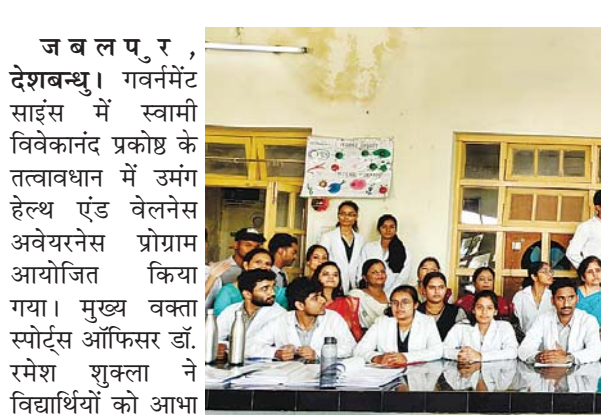 जबलपुर,
देशबन्धु। गवर्नमेंट
साइंस में स्वामी
विवेकानंद प्रकोष्ठ के
तत्वावधान में उमंग
हेल्थ एंड वेलनेस
अवेयरनेस प्रोग्राम
आयोजित किया
गया। मुख्य वक्ता
स्पोर्ट्स ऑफिसर डॉ.
रमेश शुक्ला ने
विद्यार्थियों को आभा